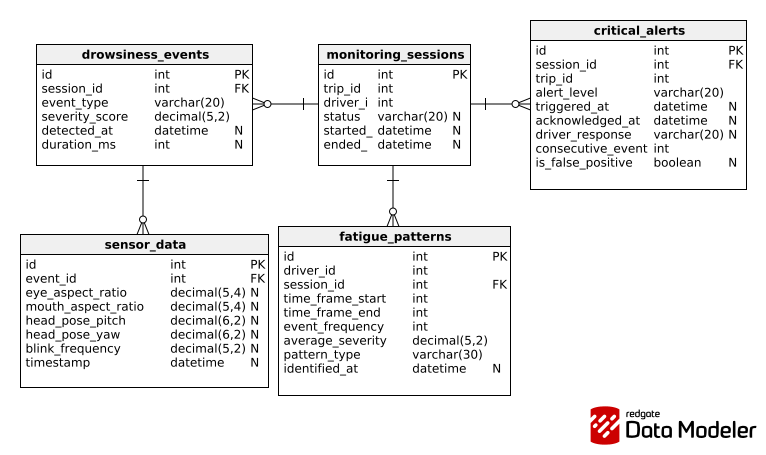 drowsiness_events
id int PK
session_id int FK
event_type varchar(20)
severity_score decimal(5,2)
detected_at datetime N
duration_ms int N
monitoring_sessions
id int PK
trip_id int
driver_i int
status varchar(20) N
started_ datetime N
ended_ datetime N
critical_alerts
id int PK
session_id int FK
trip_id int
alert_level varchar(20)
triggered_at datetime N
acknowledged_at datetime N
driver_response varchar(20) N
consecutive_event int
is_false_positive boolean N
sensor_data
id int PK
event_id int FK
eye_aspect_ratio decimal(5,4) N
mouth_aspect_ratio decimal(5,4) N
head_pose_pitch decimal(6,2) N
head_pose_yaw decimal(6,2) N
blink_frequency decimal(5,2) N
timestamp datetime N
fatigue_patterns
id int PK
driver_id int
session_id int FK
time_frame_start int
time_frame_end int
event_frequency int
average_severity decimal(5,2)
pattern_type varchar(30)
identified_at datetime N
redgate
Data Modeler